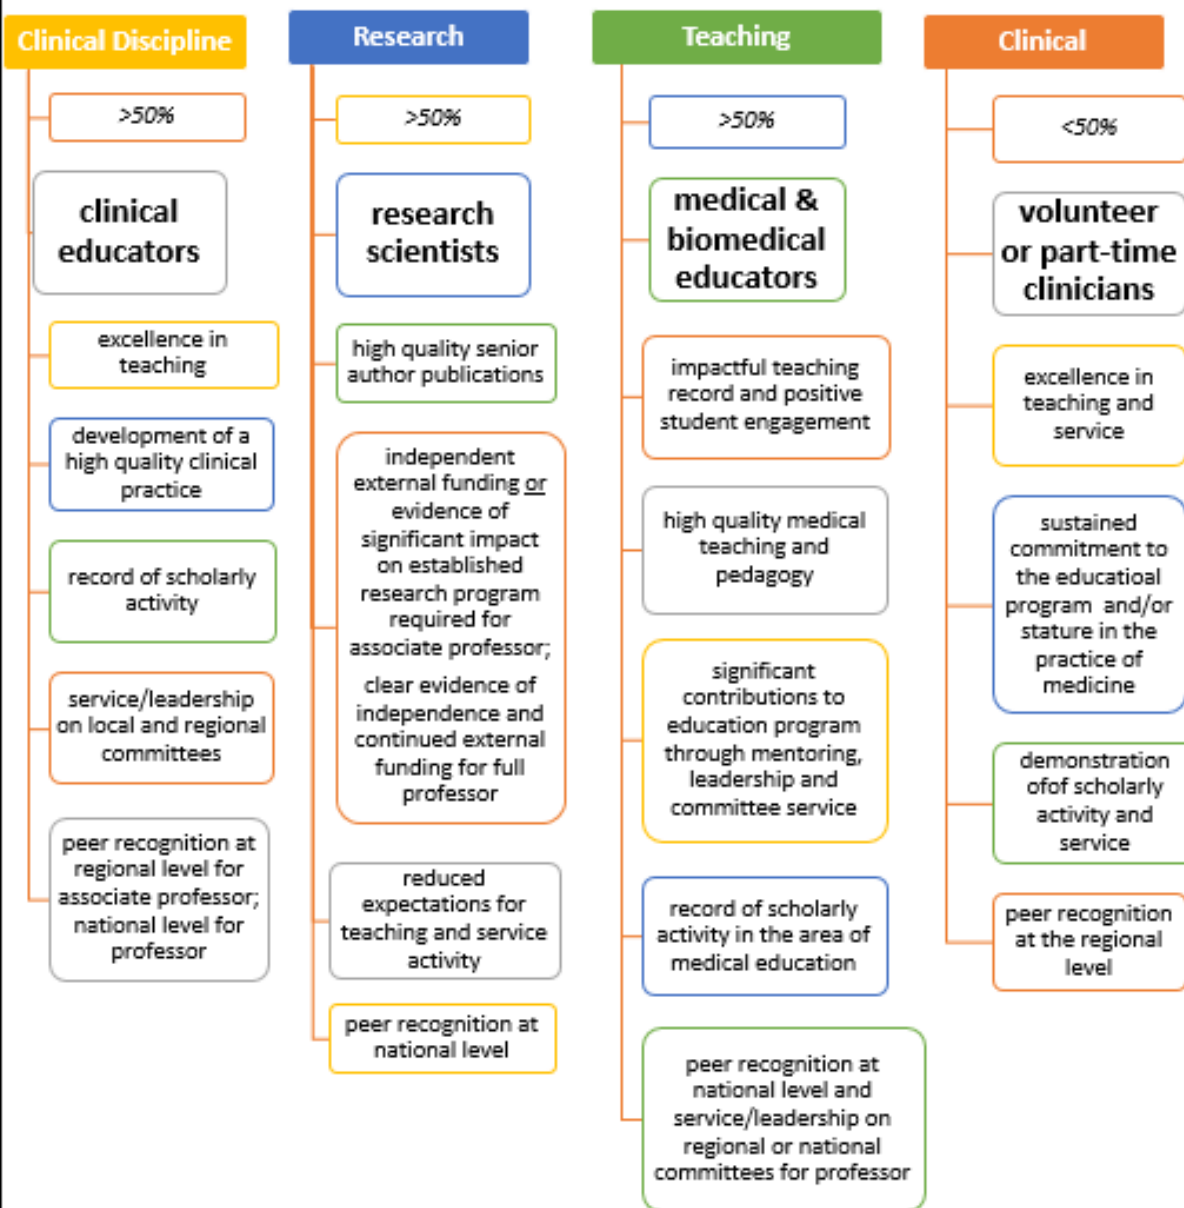 Clinical Discipline
>50%
clinical
educators
excellence in
teaching
development of a
high quality clinical
practice
record of scholarly
activity
service/leadership
on local and regional
committees
peer recognition at
regional level for
associate professor;
national level for
professor
Research
>50%
research
scientists
high quality senior
author publications
independent
external funding or
evidence of
significant impact
on established
research program
required for
associate professor;
clear evidence of
independence and
continued external
funding for full
professor
reduced
expectations for
teaching and service
activity
peer recognition at
national level
Teaching
>50%
medical &
biomedical
educators
impactful teaching
record and positive
student engagement
high quality medical
teaching and
pedagogy
significant
contributions to
education program
through mentoring,
leadership and
committee service
record of scholarly
activity in the area of
medical education
peer recognition at
national level and
service/leadership on
regional or national
committees for professor
Clinical
<50%
volunteer
or part-time
clinicians
excellence in
teaching and
service
sustained
commitment to
the educatioal
program and/or
stature in the
practice of
medicine
demonstration
ofof scholarly
activity and
service
peer recognition
at the regional
level